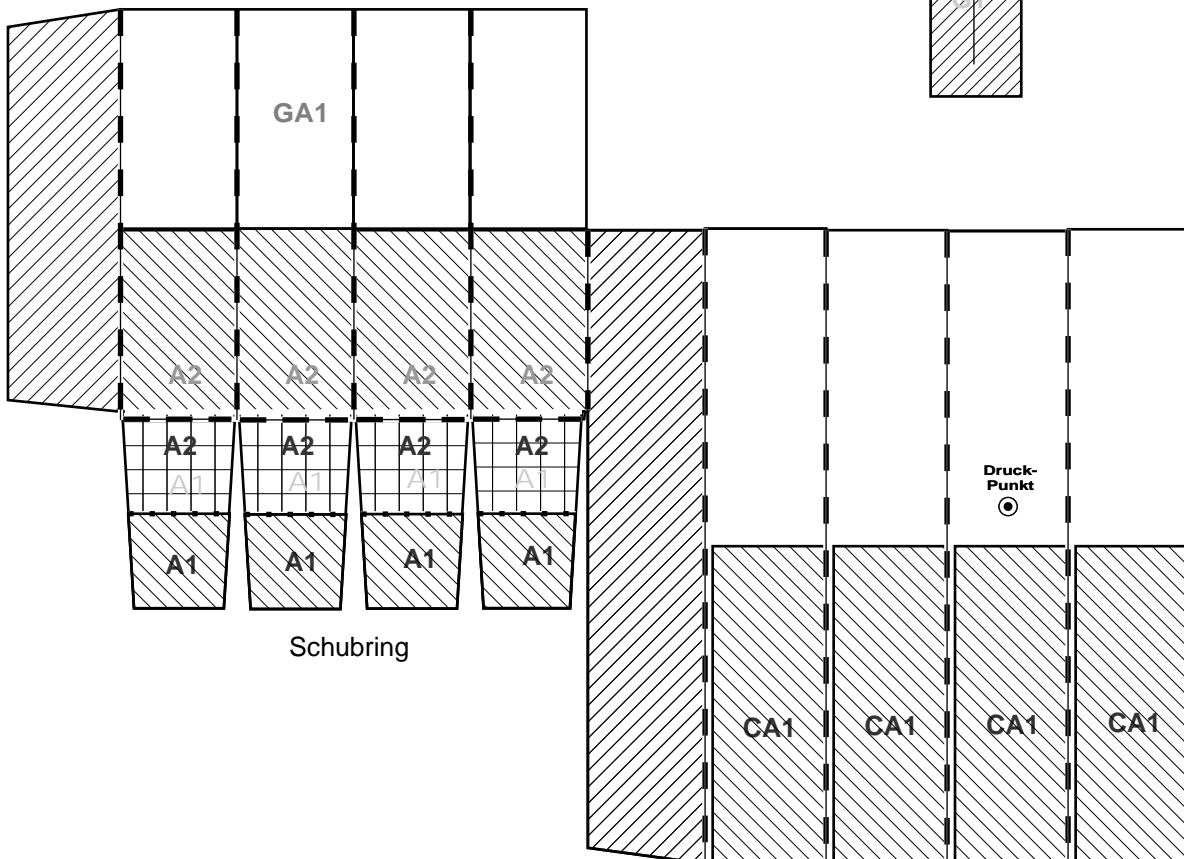 GA1
A2 A2 A2 A2
A2 A2 A2 A2
A1 A1 A1 A1
Druck-
Punkt
A1 A1 A1 A1
Schubring
CA1 CA1 CA1 CA1